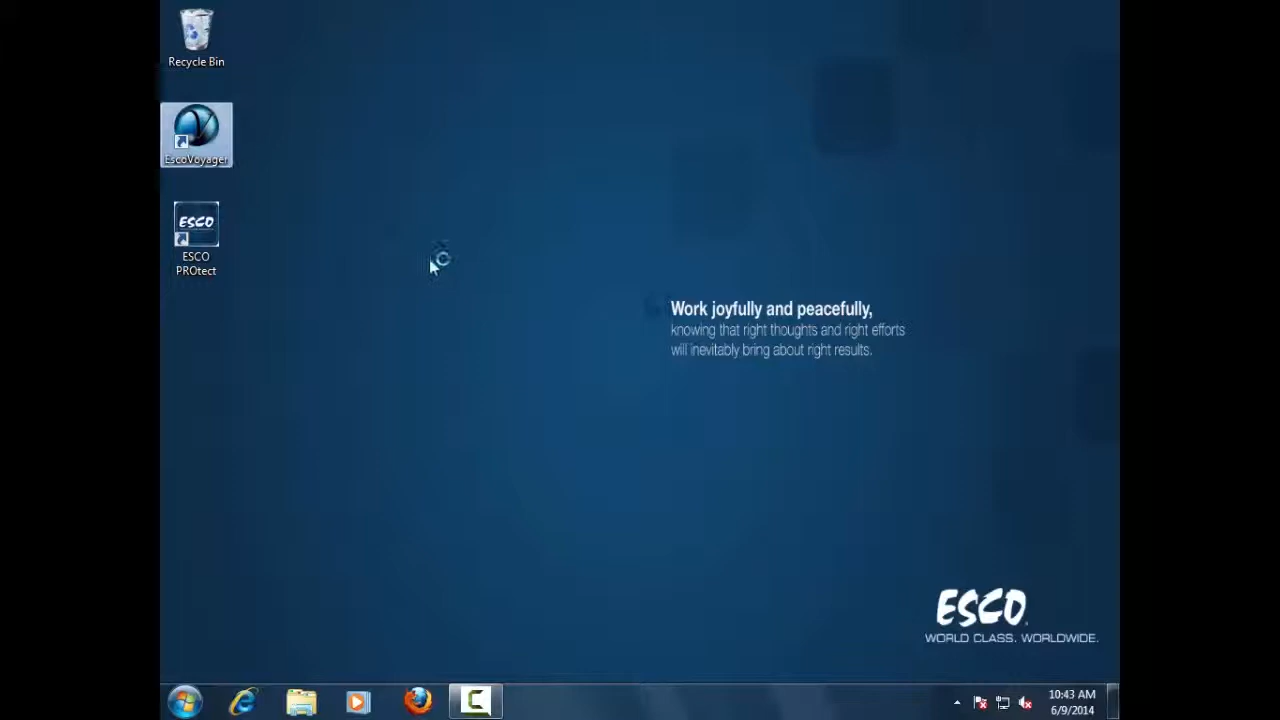 Recycle Bin
EscoVoyager
ESCO
ESCO
PROtect
Work joyfully and peacefully,
knowing that right thoughts and right efforts
will inevitably bring about right results.
ESCO
WORLD CLASS. WORLDWIDE.
10:43 AM
6/9/2014